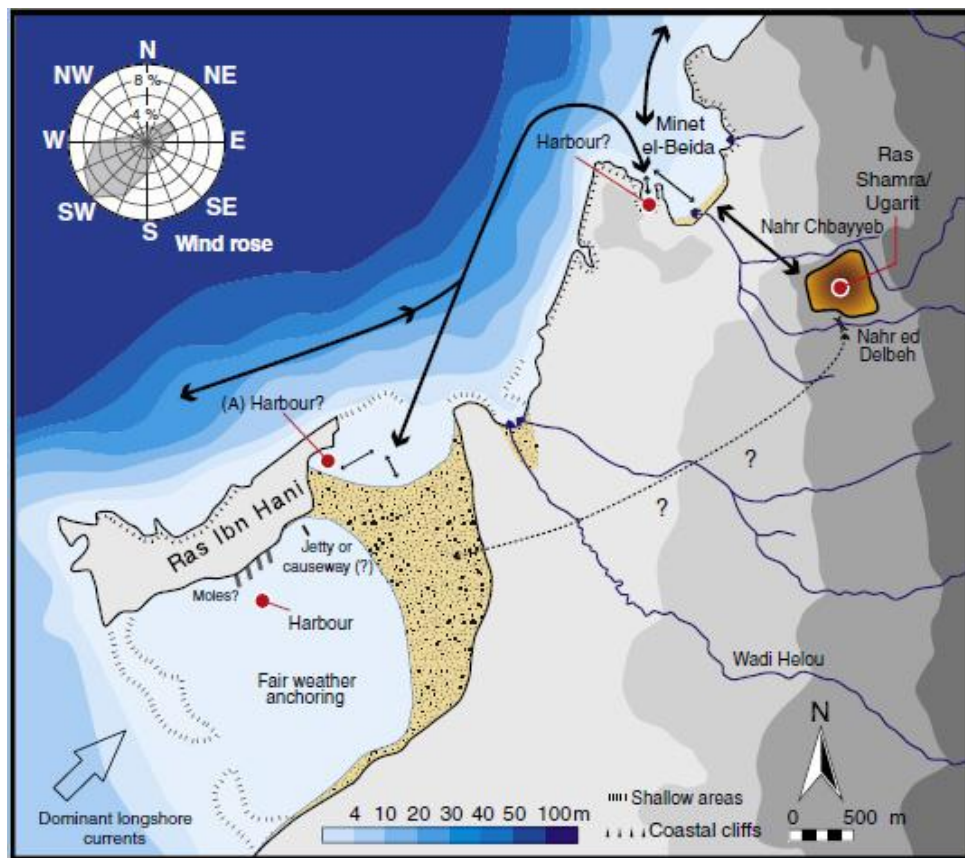 N
NW
NE
8 %
4 %
W
E
SW
SE
S
Wind rose
Minet
el-Beida
Harbour?
Ras
Shamra/
Ugarit
Nahr Chbayyeb
Nahr ed
Delbeh
(A) Harbour?
?
?
Ras Ibn Hani
Jetty or
causeway (?)
Moles?
Harbour
Fair weather
anchoring
Wadi Helou
N
Dominant longshore
currents
4 10 20 30 40 50 100m
Shallow areas
Coastal cliffs
0 500 m